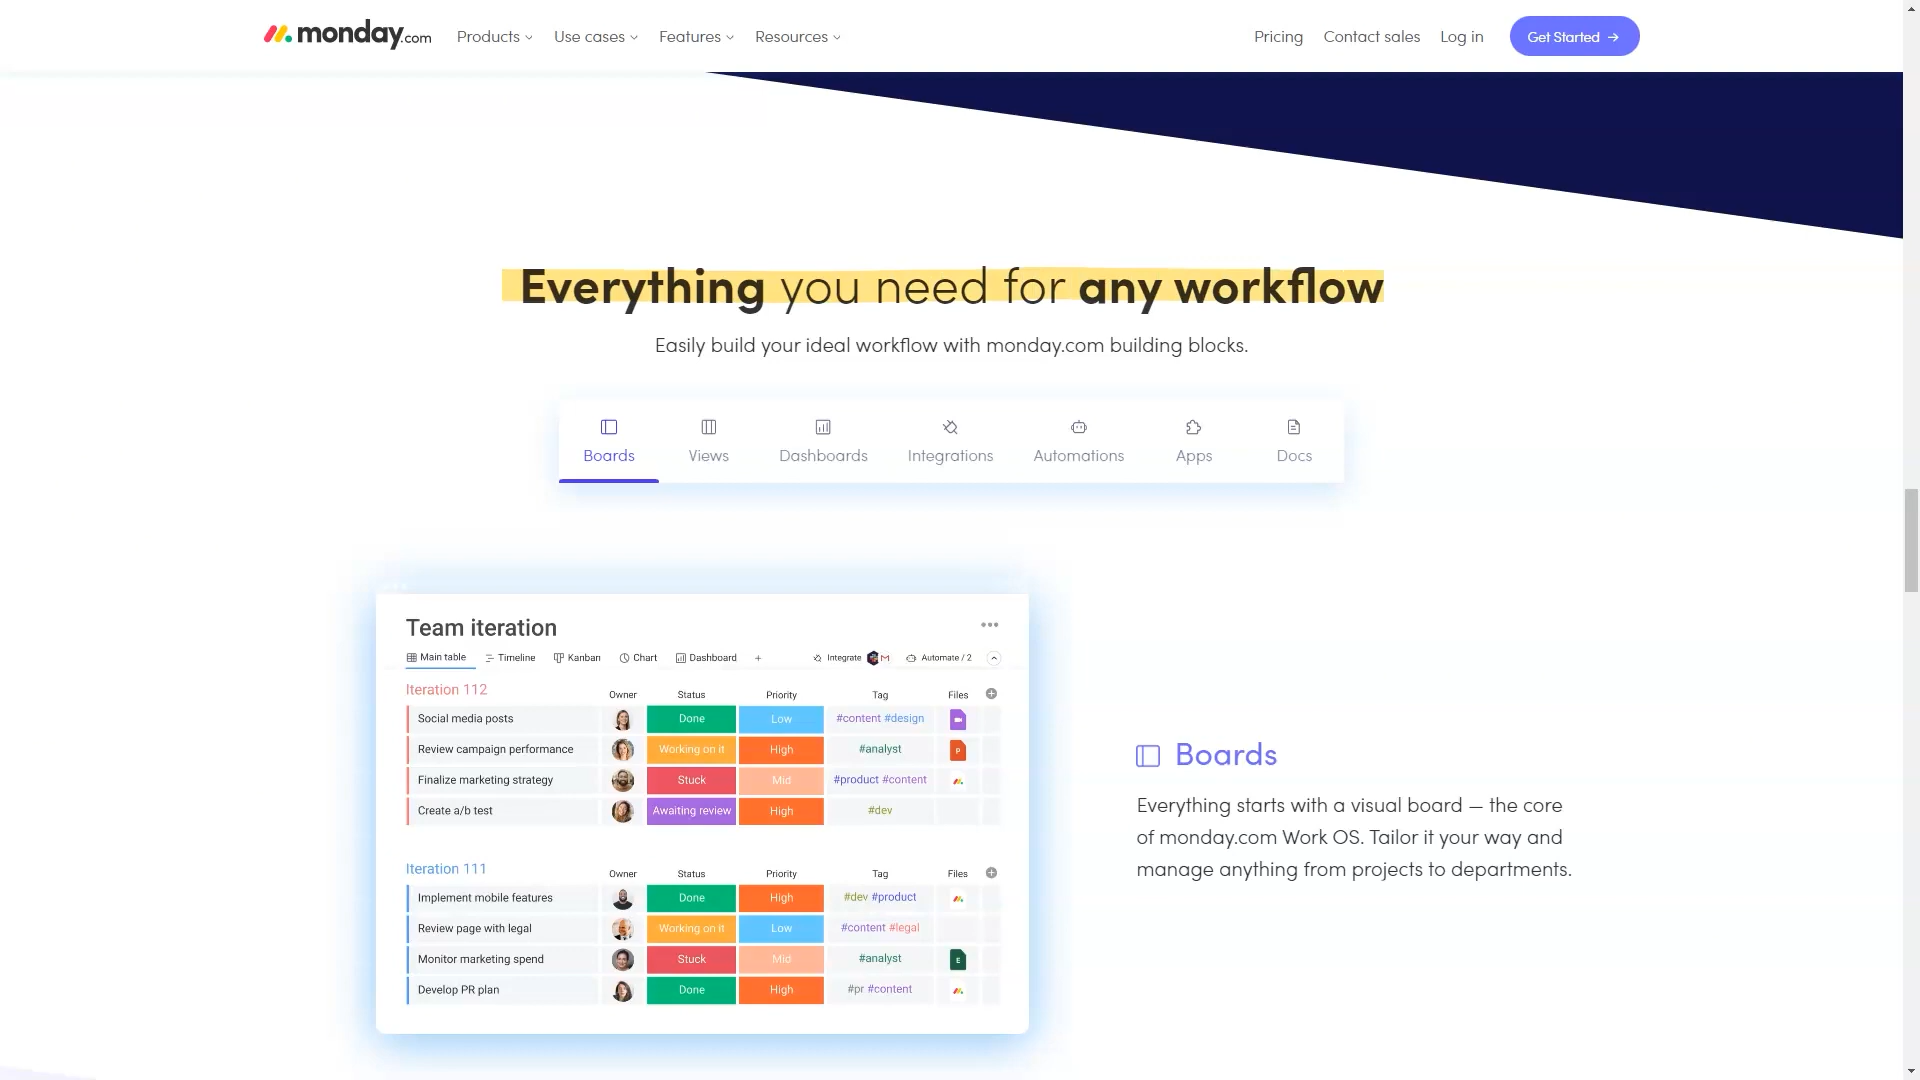 monday.com Products Use cases Features Resources Pricing Contact sales Log in Get Started
Everything you need for any workflow
Easily build your ideal workflow with monday.com building blocks.
Boards Views Dashboards Integrations Automations Apps Docs
Team iteration
Main table Timeline Kanban Chart Dashboard + Integrate Automate / 2
Iteration 112 Owner Status Priority Tag Files
Social media posts Done Low #content #design
Review campaign performance Working on it High #analyst P
Finalize marketing strategy Stuck Mid #product #content
Create a/b test Awaiting review High #dev
Iteration 111 Owner Status Priority Tag Files
Implement mobile features Done High #dev #product
Review page with legal Working on it Low #content #legal
Monitor marketing spend Stuck Mid #analyst E
Develop PR plan Done High #pr #content
Boards
Everything starts with a visual board — the core
of monday.com Work OS. Tailor it your way and
manage anything from projects to departments.